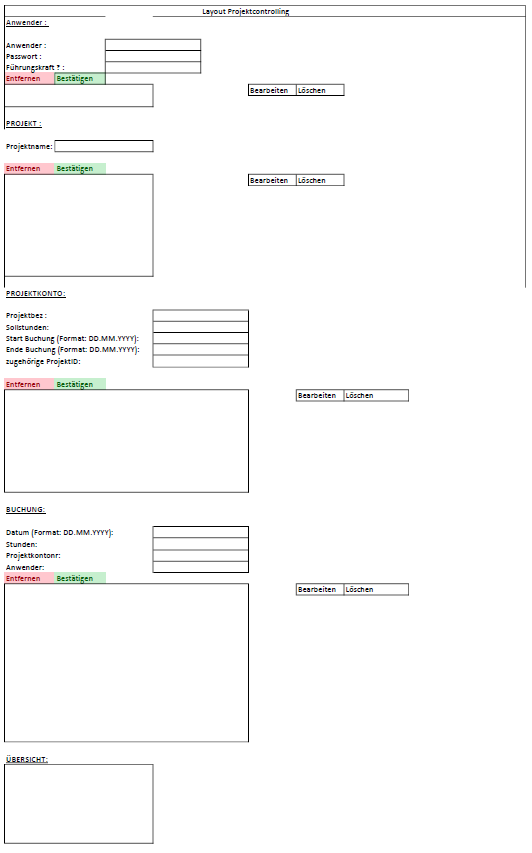 Layout Projektcontrolling
Anwender :
Anwender :
Passwort :
Führungskraft ? :
Entfernen Bestätigen
Bearbeiten Löschen
PROJEKT :
Projektname:
Entfernen Bestätigen
Bearbeiten Löschen
PROJEKTKONTO:
Projektbez :
Sollstunden:
Start Buchung (Format: DD.MM.YYYY):
Ende Buchung (Format: DD.MM.YYYY):
zugehörige ProjektID:
Entfernen Bestätigen
Bearbeiten Löschen
BUCHUNG:
Datum (Format: DD.MM.YYYY):
Stunden:
Projektkontonr:
Anwender:
Entfernen Bestätigen
Bearbeiten Löschen
ÜBERSICHT: